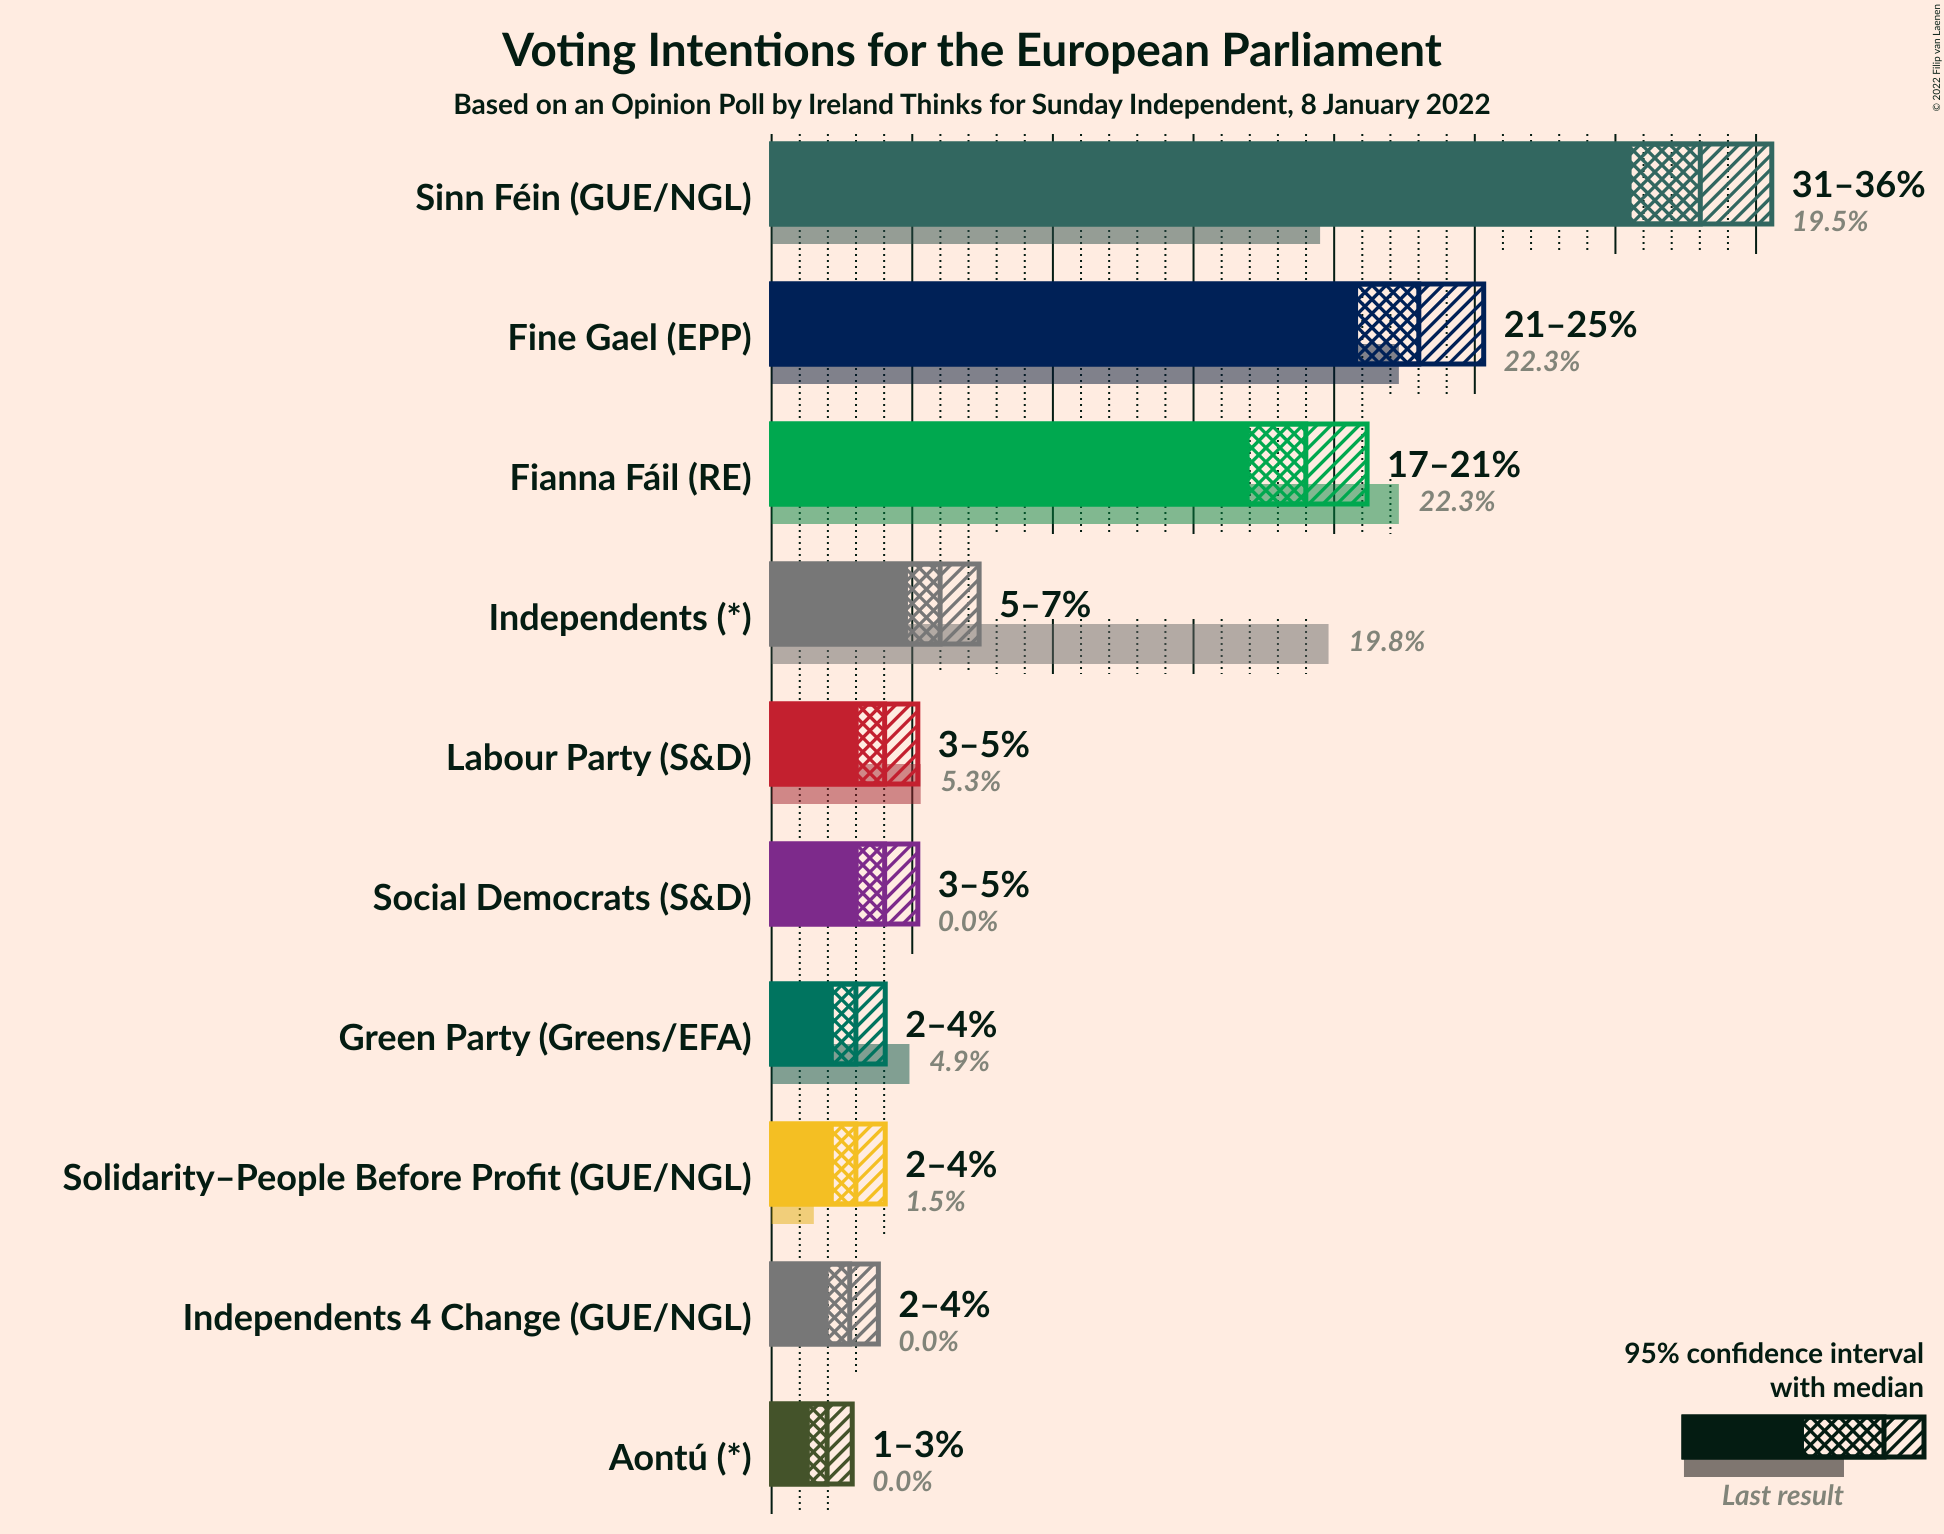 Voting Intentions for the European Parliament
Based on an Opinion Poll by Ireland Thinks for Sunday Independent, 8 January 2022
© 2022 Filip van Laenen
Sinn Féin (GUE/NGL)
31–36%
19.5%
Fine Gael (EPP)
21–25%
22.3%
Fianna Fáil (RE)
17–21%
22.3%
Independents (*)
5–7%
19.8%
Labour Party (S&D)
3–5%
5.3%
Social Democrats (S&D)
3–5%
0.0%
Green Party (Greens/EFA)
2–4%
4.9%
Solidarity–People Before Profit (GUE/NGL)
2–4%
1.5%
Independents 4 Change (GUE/NGL)
2–4%
0.0%
Aontú (*)
1–3%
0.0%
95% confidence interval
with median
Last result